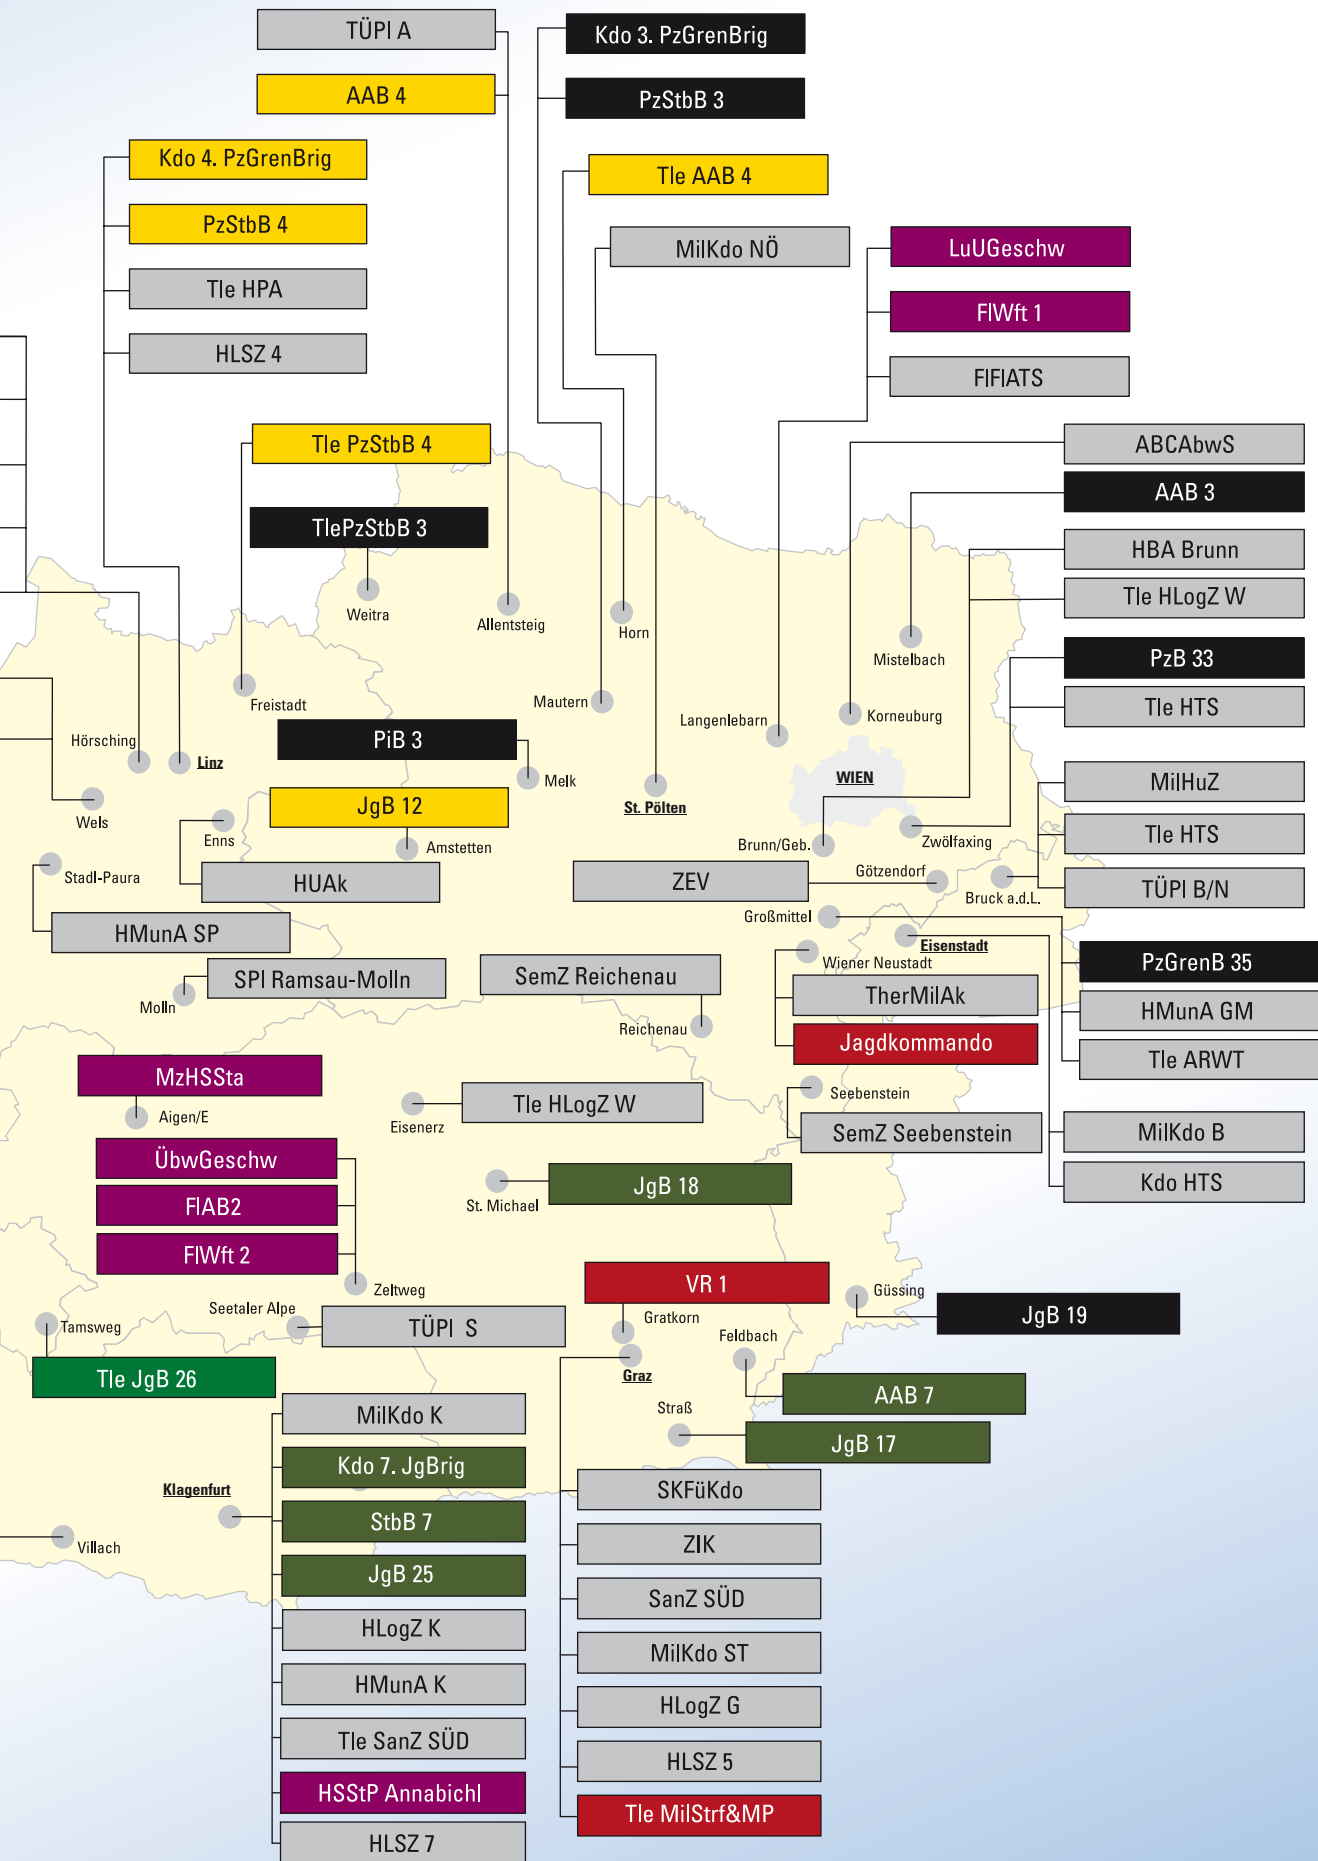 TÜPl A
Kdo 3. PzGrenBrig
AAB 4
PzStbB 3
Kdo 4. PzGrenBrig
Tle AAB 4
PzStbB 4
MilKdo NÖ
LuUGeschw
Tle HPA
FlWft 1
HLSZ 4
FlFlATS
Tle PzStbB 4
ABCAbwS
AAB 3
TlePzStbB 3
HBA Brunn
Tle HLogZ W
Weitra
Allentsteig
Horn
Mistelbach
PzB 33
Freistadt
Mautern
Langenlebarn
Korneuburg
Tle HTS
PiB 3
Hörsching
Linz
Melk
WIEN
MilHuZ
St. Pölten
JgB 12
Wels
Enns
Amstetten
Brunn/Geb.
Zwölfaxing
Tle HTS
Stadl-Paura
HUAk
ZEV
Götzendorf
Bruck a.d.L.
TÜPl B/N
HMunA SP
Großmittel
Eisenstadt
Wiener Neustadt
PzGrenB 35
SPl Ramsau-Molln
SemZ Reichenau
TherMilAk
HMunA GM
Molln
Reichenau
Jagdkommando
Tle ARWT
MzHSSta
Seebenstein
Aigen/E
Eisenerz
Tle HLogZ W
SemZ Seebenstein
MilKdo B
ÜbwGeschw
JgB 18
Kdo HTS
FlAB2
St. Michael
FlWft 2
Zeltweg
VR 1
Güssing
Seetaler Alpe
Gratkorn
JgB 19
Tamsweg
TÜPl S
Feldbach
Tle JgB 26
Graz
AAB 7
MilKdo K
Straß
JgB 17
Kdo 7. JgBrig
Klagenfurt
SKFüKdo
StbB 7
Villach
ZIK
JgB 25
SanZ SÜD
HLogZ K
MilKdo ST
HMunA K
HLogZ G
Tle SanZ SÜD
HLSZ 5
HSStP Annabichl
Tle MilStrf&MP
HLSZ 7